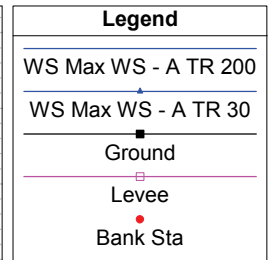 Legend
WS Max WS - A TR 200
WS Max WS - A TR 30
Ground
Levee
Bank Sta